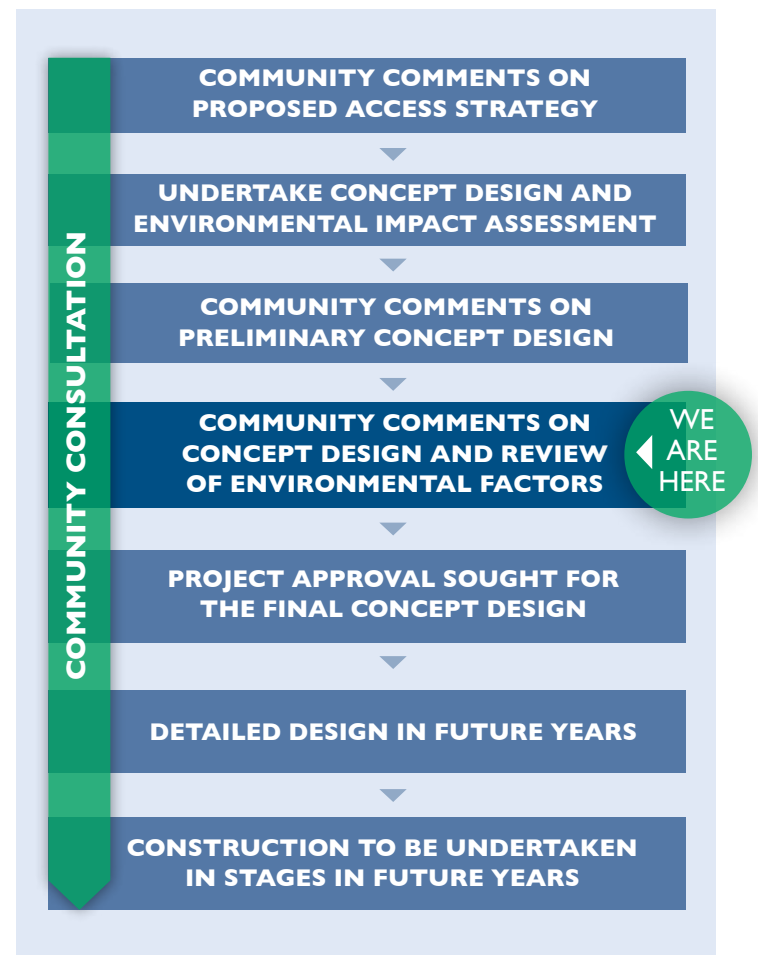 COMMUNITY COMMENTS ON
PROPOSED ACCESS STRATEGY
UNDERTAKE CONCEPT DESIGN AND
ENVIRONMENTAL IMPACT ASSESSMENT
COMMUNITY COMMENTS ON
PRELIMINARY CONCEPT DESIGN
COMMUNITY COMMENTS ON
CONCEPT DESIGN AND REVIEW
OF ENVIRONMENTAL FACTORS
WE
ARE
HERE
PROJECT APPROVAL SOUGHT FOR
THE FINAL CONCEPT DESIGN
DETAILED DESIGN IN FUTURE YEARS
CONSTRUCTION TO BE UNDERTAKEN
IN STAGES IN FUTURE YEARS
COMMUNITY CONSULTATION